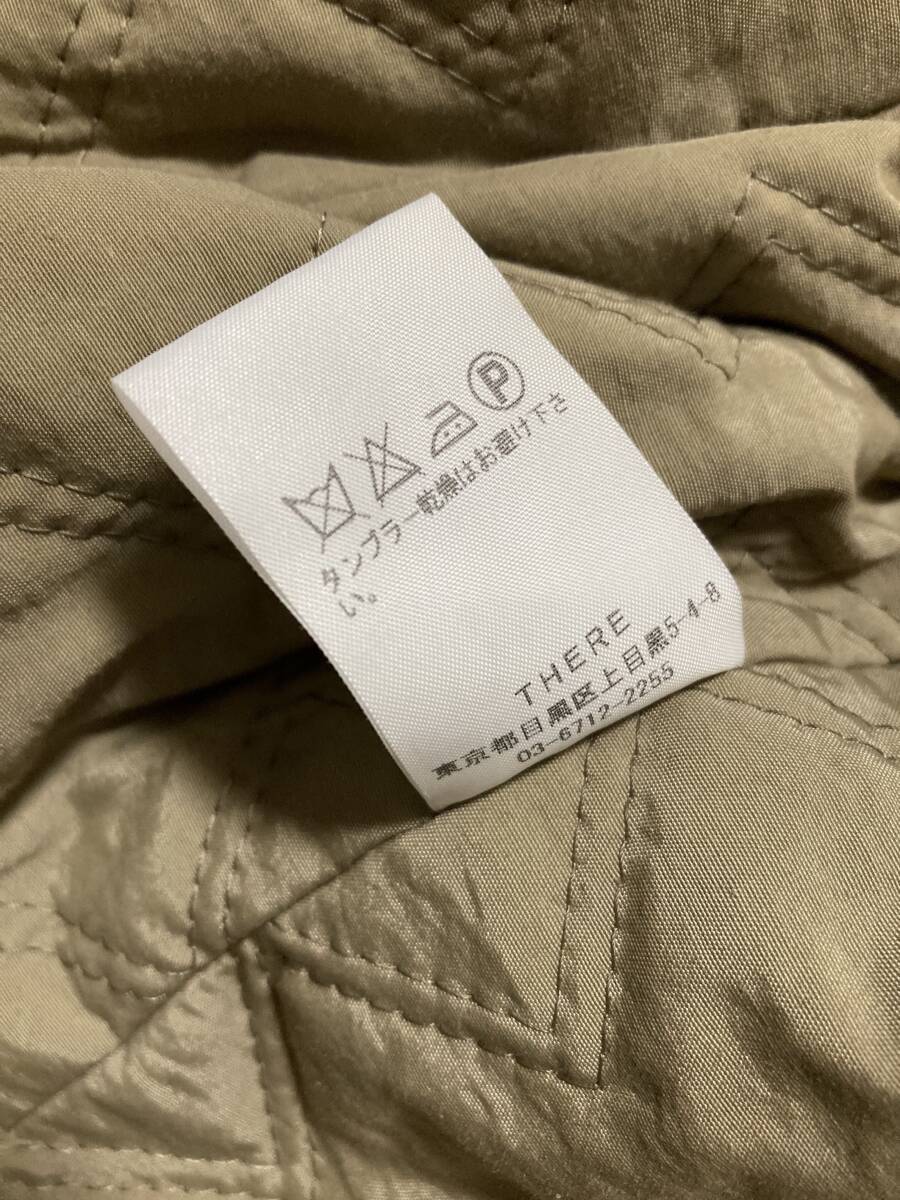 P
タンブラー乾燥はお避け下さ
い。
THERE
東京都目黒区上目黒5-4-8
03-6712-2255